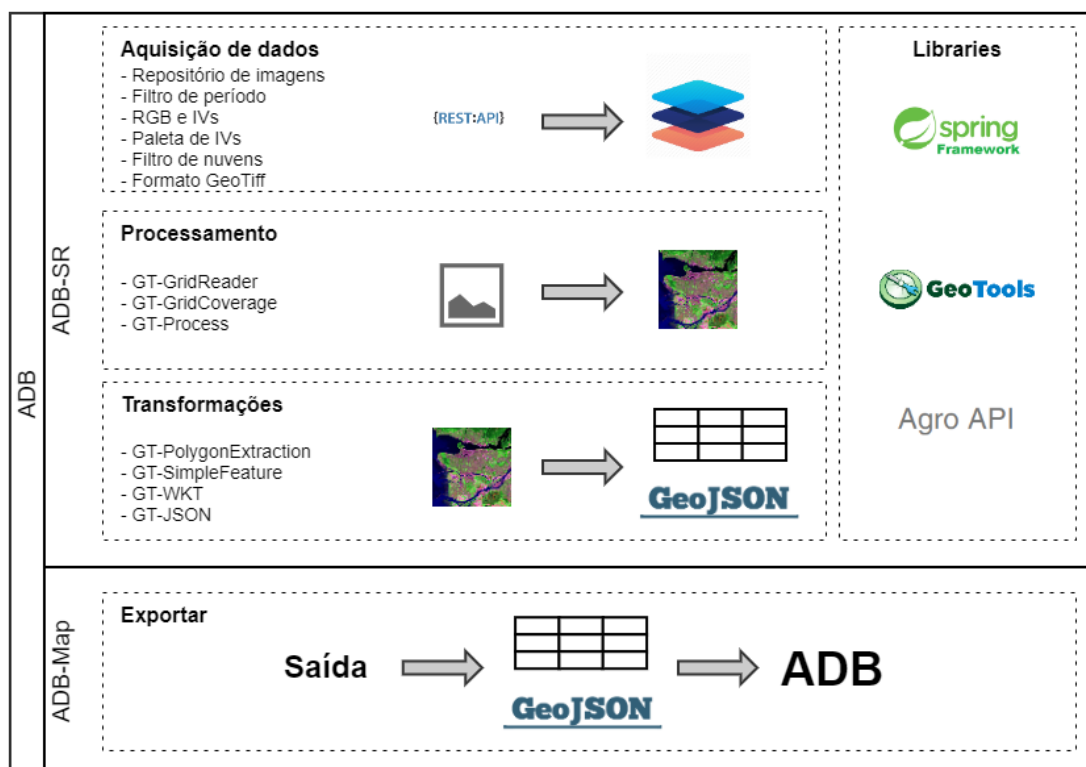 ADB
ADB-SR
Aquisição de dados
- Repositório de imagens
- Filtro de período
- RGB e IVs
- Paleta de IVs
- Filtro de nuvens
- Formato GeoTiff
{REST:API}
Processamento
- GT-GridReader
- GT-GridCoverage
- GT-Process
Transformações
- GT-PolygonExtraction
- GT-SimpleFeature
- GT-WKT
- GT-JSON
GeoJSON
Libraries
spring
Framework
GeoTools
Agro API
ADB-Map
Exportar
Saída
GeoJSON
ADB